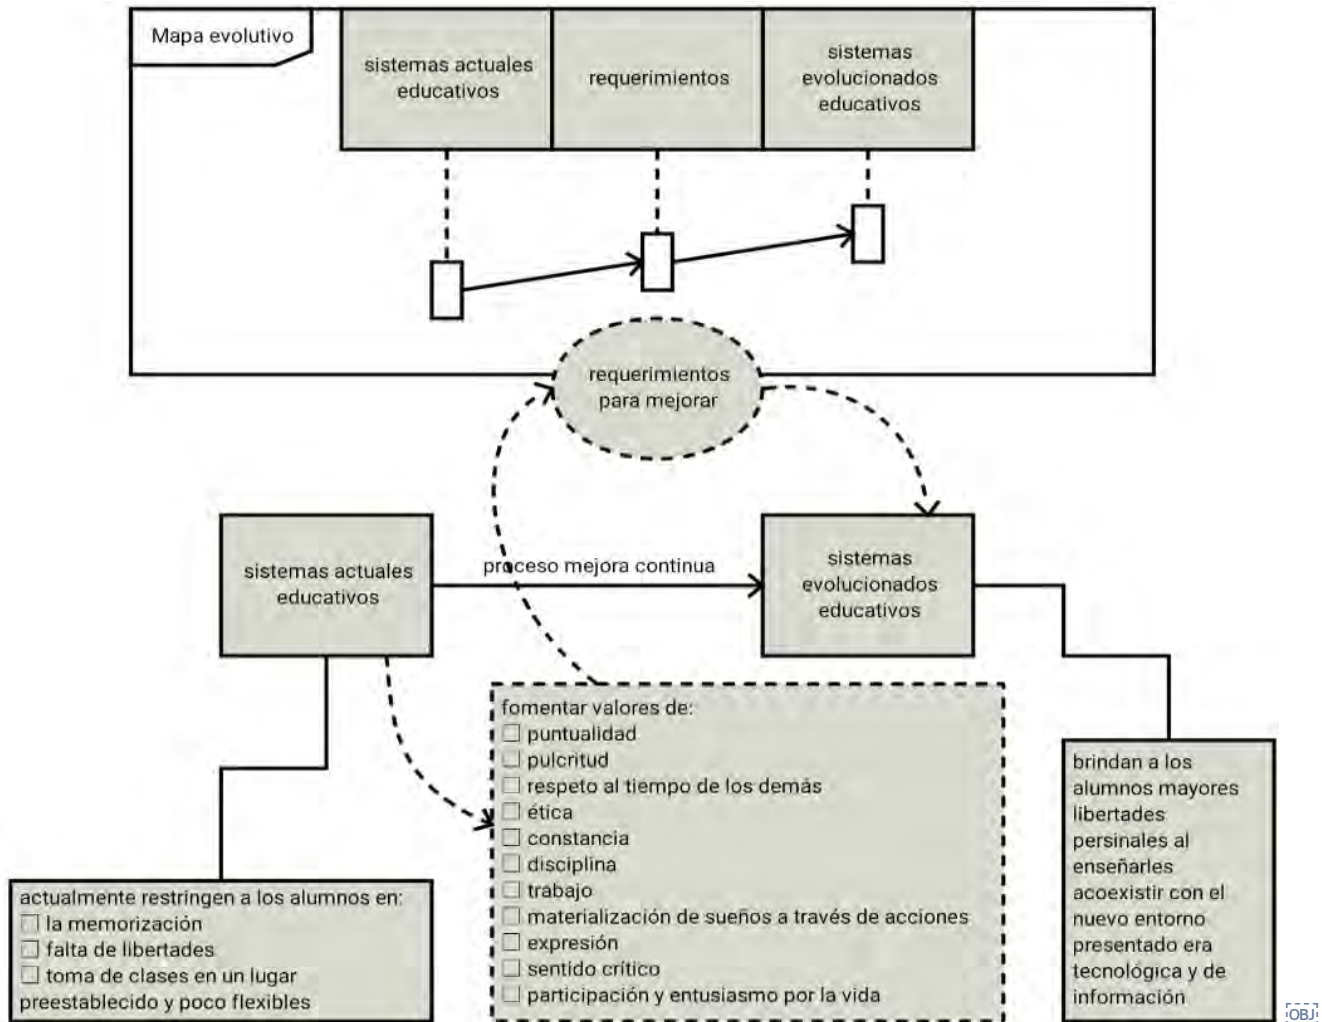 Mapa evolutivo
sistemas actuales
educativos
requerimientos
sistemas
evolucionados
educativos
requerimientos
para mejorar
sistemas actuales
educativos
proceso mejora continua
sistemas
evolucionados
educativos
actualmente restringen a los alumnos en:
☐ la memorización
☐ falta de libertades
☐ toma de clases en un lugar
preestablecido y poco flexibles
fomentar valores de:
☐ puntualidad
☐ pulcritud
☐ respeto al tiempo de los demás
☐ ética
☐ constancia
☐ disciplina
☐ trabajo
☐ materialización de sueños a través de acciones
☐ expresión
☐ sentido crítico
☐ participación y entusiasmo por la vida
brindan a los
alumnos mayores
libertades
persinales al
enseñarles
acoexistir con el
nuevo entorno
presentado era
tecnológica y de
información
OBJ